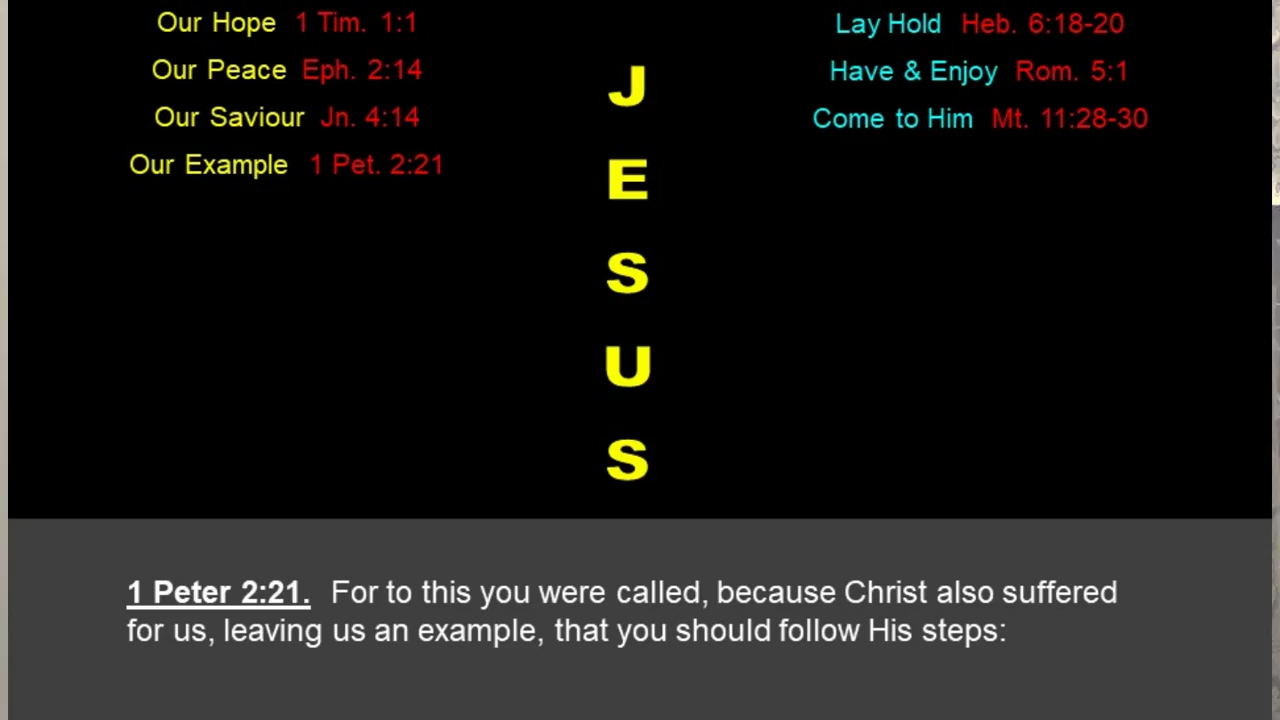 Our Hope 1 Tim. 1:1
Our Peace Eph. 2:14
Our Saviour Jn. 4:14
Our Example 1 Pet. 2:21
J
E
S
U
S
Lay Hold Heb. 6:18-20
Have & Enjoy Rom. 5:1
Come to Him Mt. 11:28-30
1 Peter 2:21. For to this you were called, because Christ also suffered
for us, leaving us an example, that you should follow His steps: